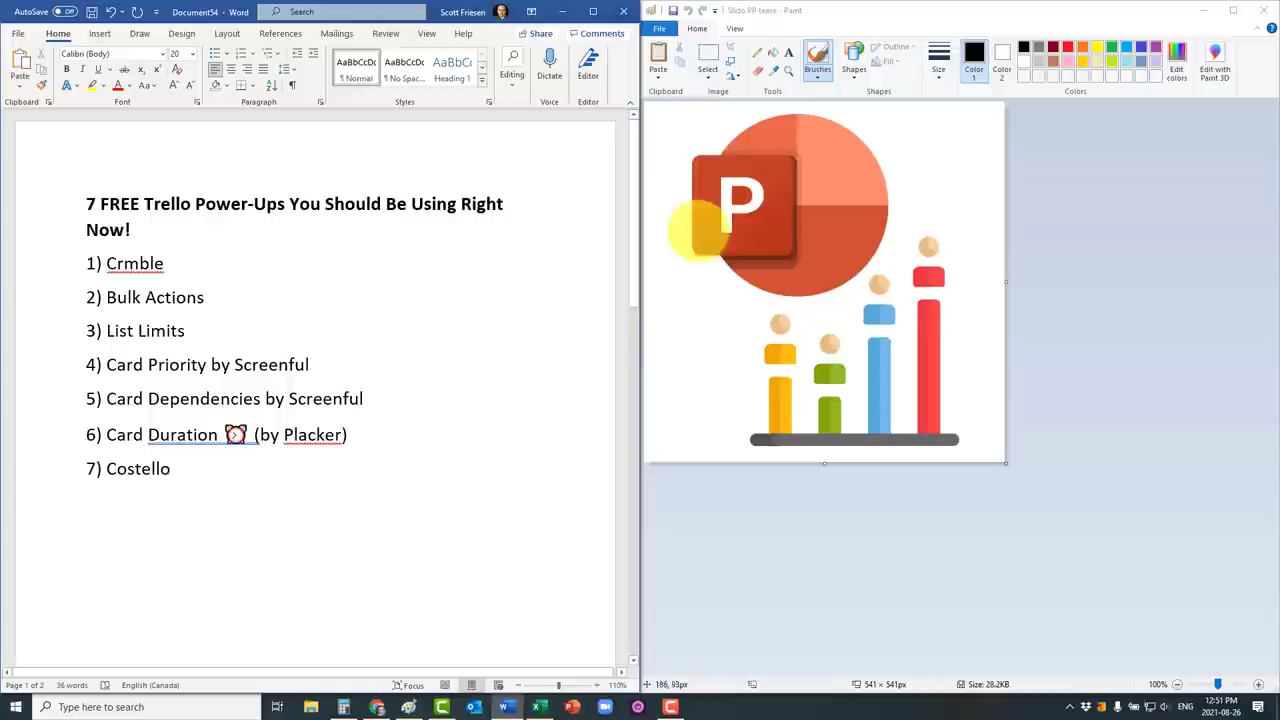 AutoSave Off Document54 - Word Search Scott Friesen
File Home Insert Draw Design Layout References Mailings Review View Help Share Comments
Calibri (Body) 20
Paste
AaBbCcDc AaBbCcDc AaBbCc
¶ Normal ¶ No Spac... Heading 1
Editing Dictate Editor
Clipboard Font Paragraph Styles Voice Editor
7 FREE Trello Power-Ups You Should Be Using Right
Now!
1) Crmble
2) Bulk Actions
3) List Limits
4) Card Priority by Screenful
5) Card Dependencies by Screenful
6) Card Duration ⏰ (by Placker)
7) Costello
Page 1 of 2 36 words English (Canada) Focus 110%
Slido.PP tease - Paint
File Home View
Paste Select Brushes Shapes Outline Fill Size Color 1 Color 2 Edit colors Edit with Paint 3D
Clipboard Image Tools Shapes Colors
P
186, 93px 541 × 541px Size: 28.2KB 100%
Type here to search
ENG 12:51 PM
2021-08-26